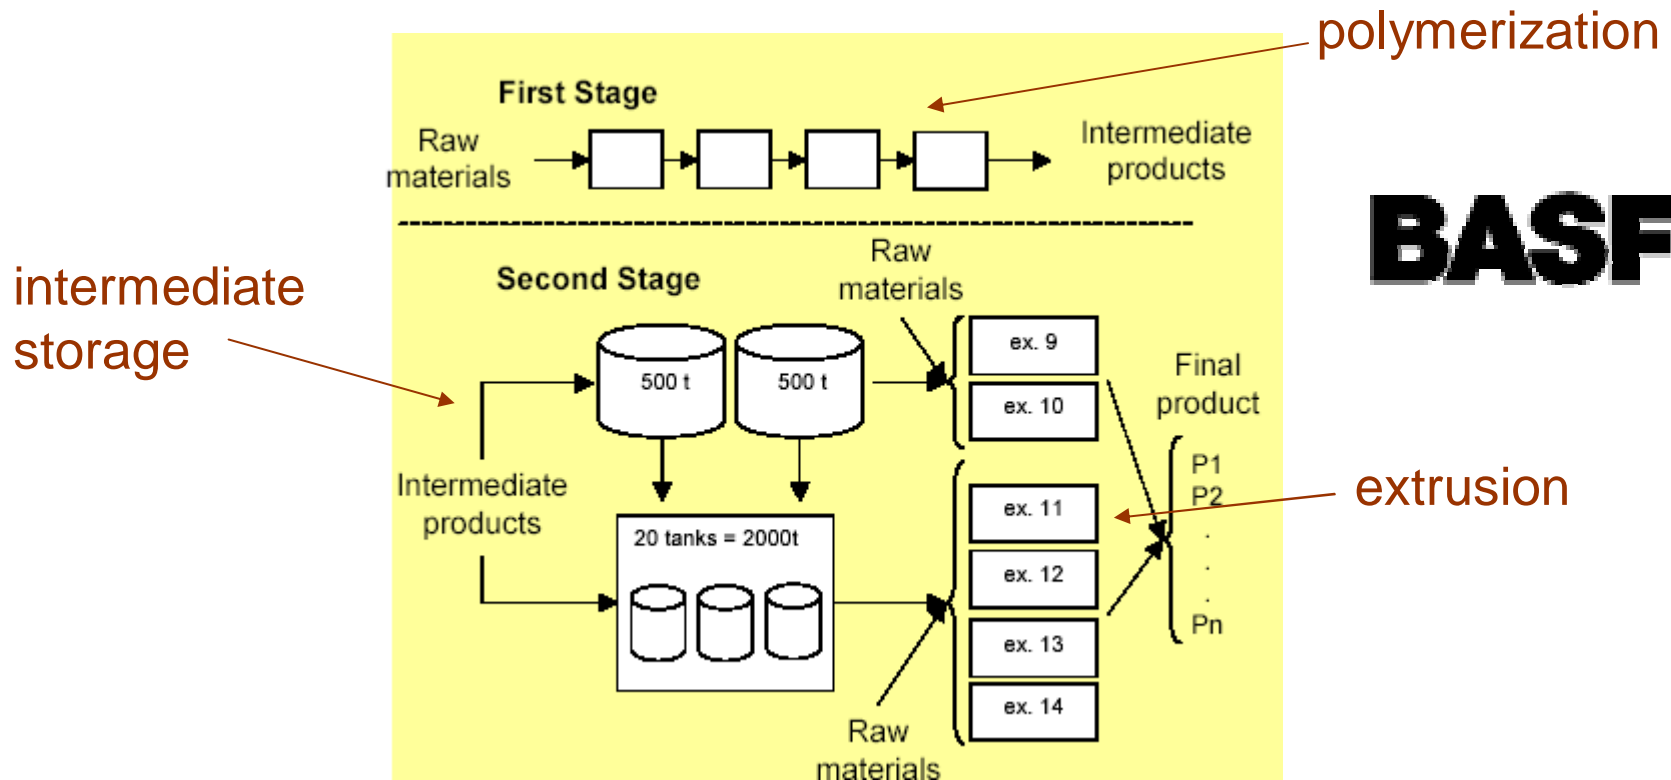 polymerization
First Stage
Raw
materials
Intermediate
products
BASF
intermediate
storage
Second Stage
Raw
materials
500 t
500 t
ex. 9
ex. 10
Final
product
Intermediate
products
20 tanks = 2000t
ex. 11
ex. 12
ex. 13
ex. 14
P1
P2
.
.
.
Pn
extrusion
Raw
materials